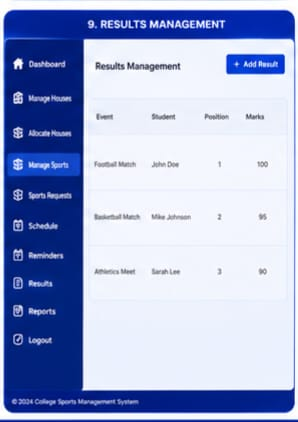 9. RESULTS MANAGEMENT
Dashboard
Manage Houses
Allocate Houses
Manage Sports
Sports Requests
Schedule
Reminders
Results
Reports
Logout
Results Management
+ Add Result
Event Student Position Marks
Football Match John Doe 1 100
Basketball Match Mike Johnson 2 95
Athletics Meet Sarah Lee 3 90
© 2024 College Sports Management System